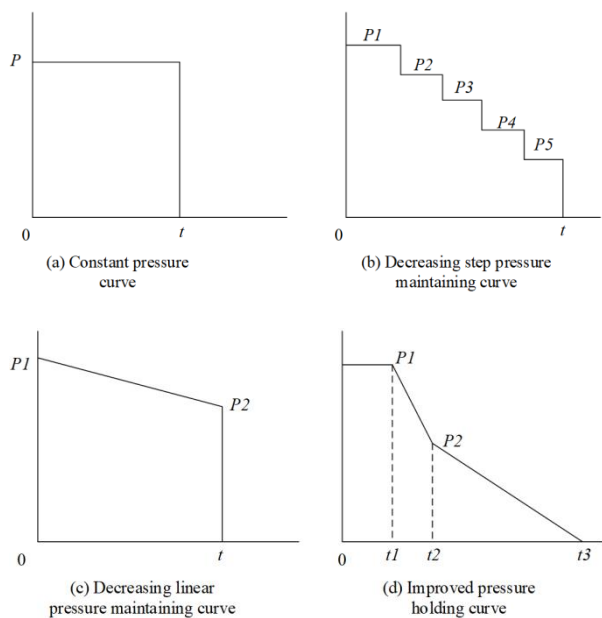 P
0
t
(a) Constant pressure
curve
P1
P2
P3
P4
P5
0
t
(b) Decreasing step pressure
maintaining curve
P1
P2
0
t
(c) Decreasing linear
pressure maintaining curve
P1
P2
0
t1
t2
t3
(d) Improved pressure
holding curve